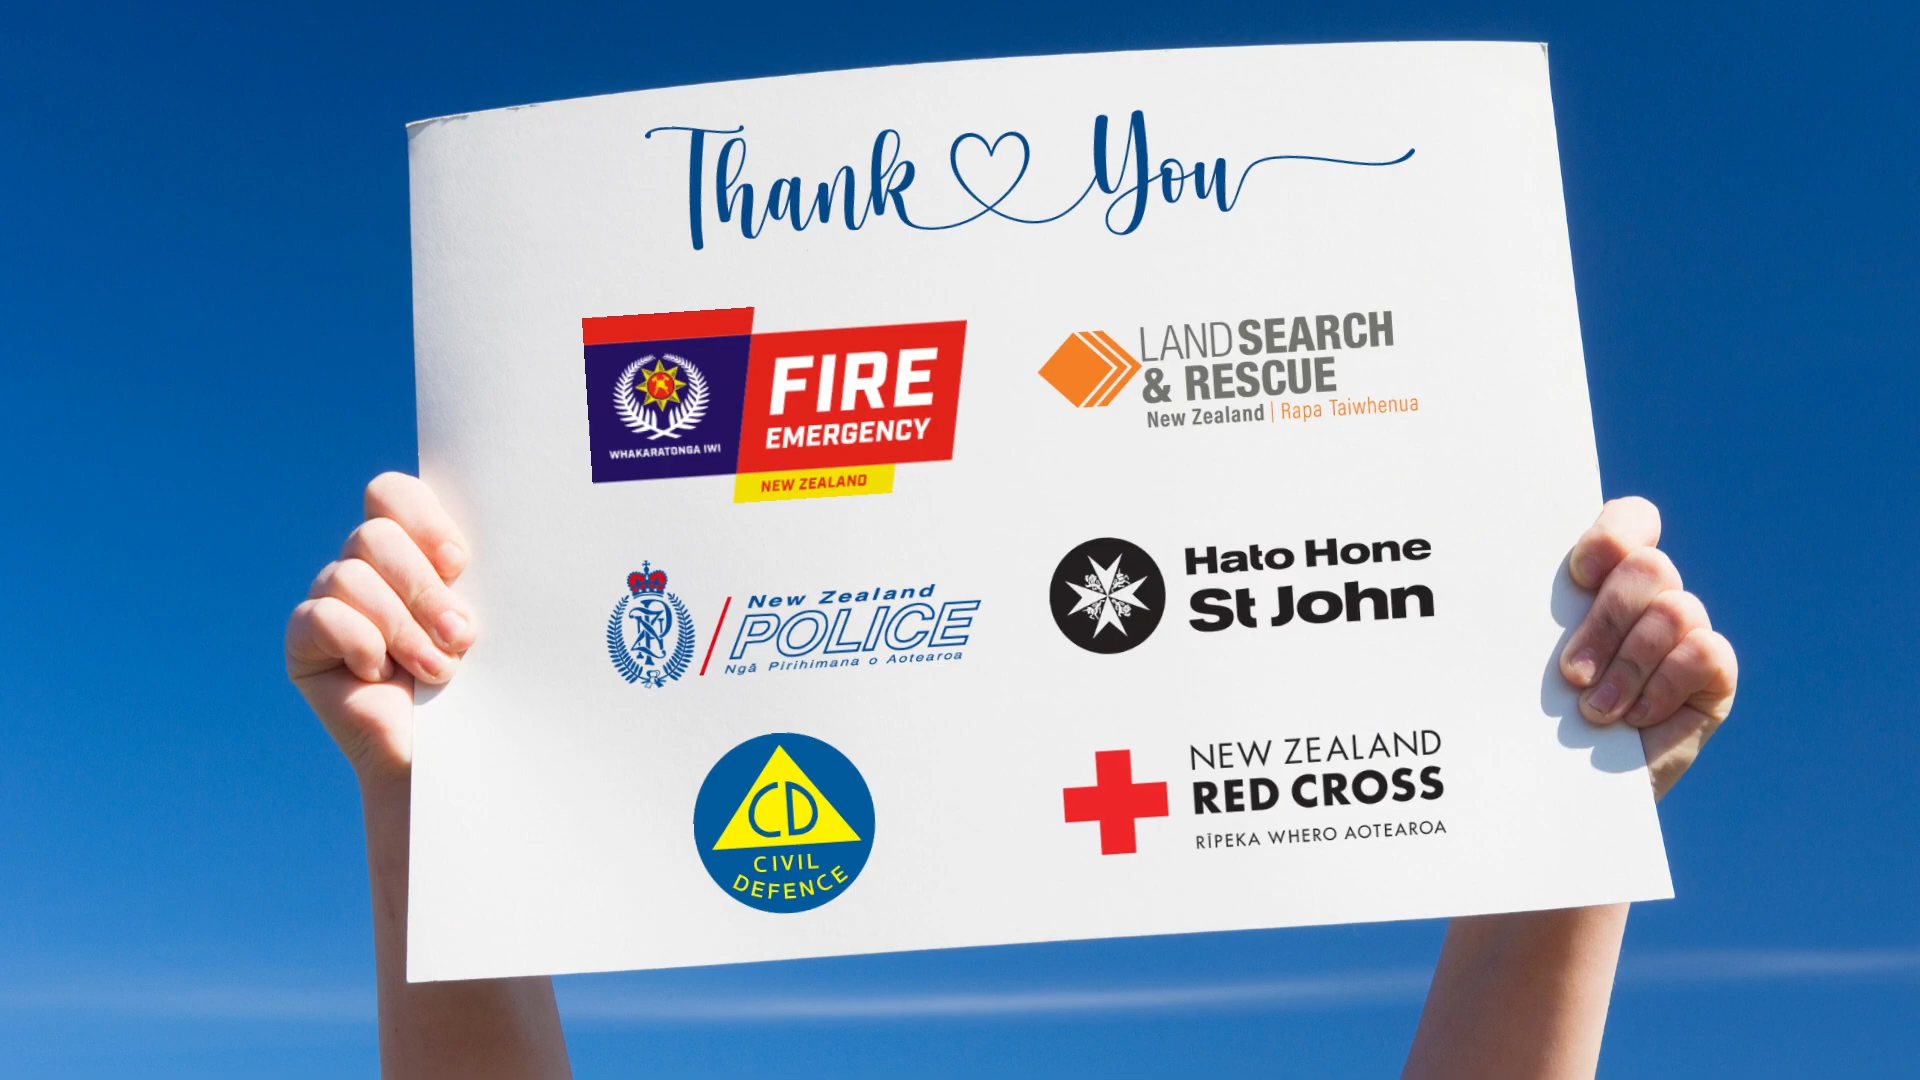 Thank You
WHAKARATONGA IWI
FIRE
EMERGENCY
NEW ZEALAND
LAND SEARCH
& RESCUE
New Zealand | Rapa Taiwhenua
New Zealand
POLICE
Ngā Pirihimana o Aotearoa
Hato Hone
St John
CD
CIVIL
DEFENCE
NEW ZEALAND
RED CROSS
RĪPEKA WHERO AOTEAROA